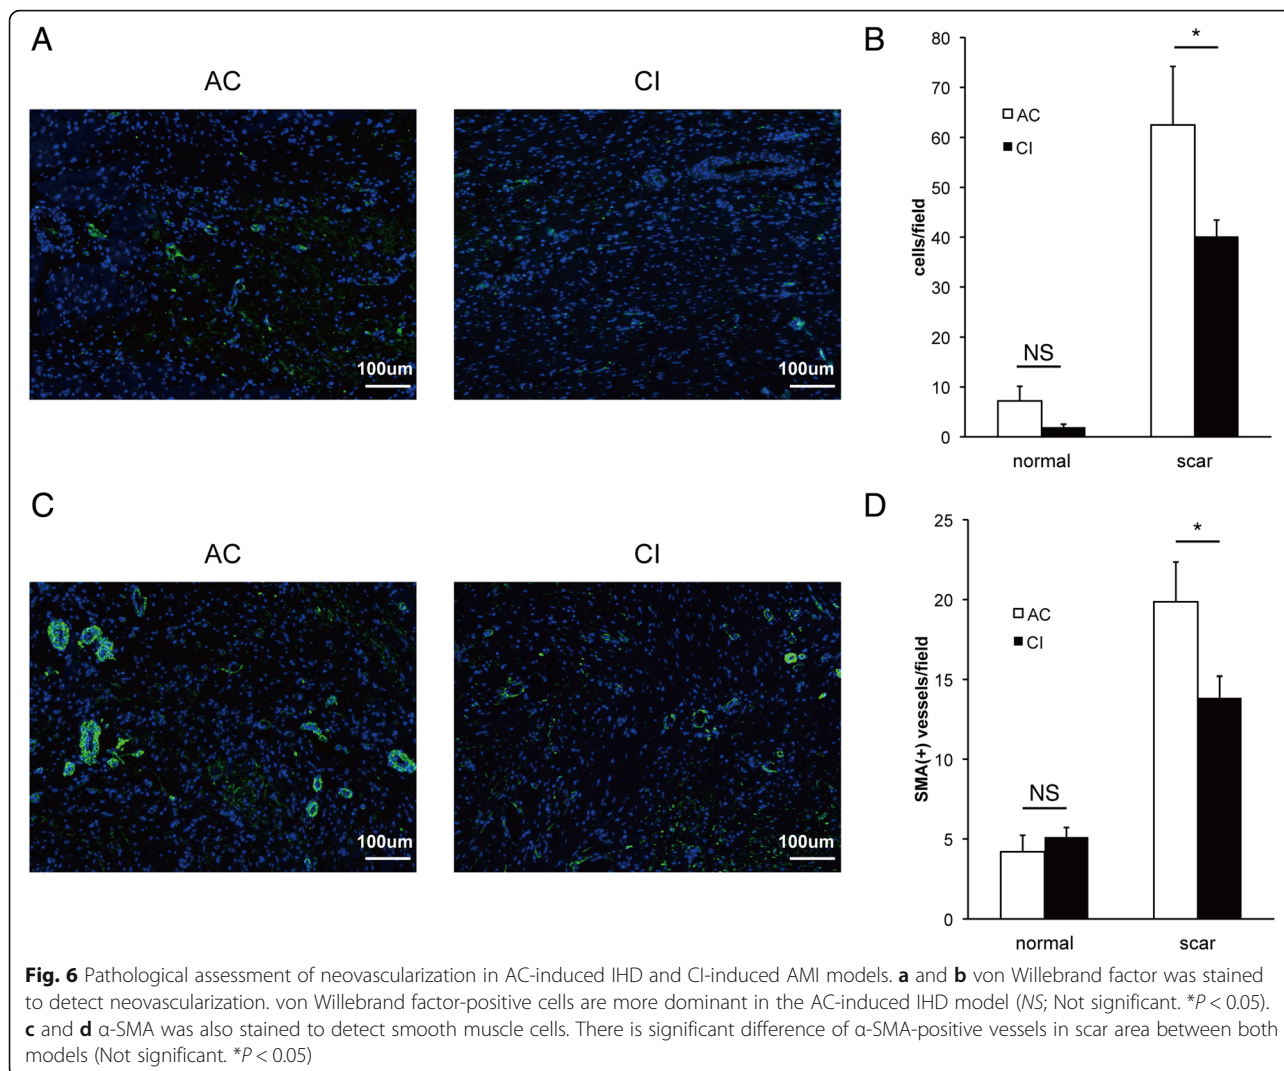 A
AC
CI
100um
100um
B
80
70
60
50
40
30
20
10
0
cells/field
AC
CI
NS
*
normal
scar
C
AC
CI
100um
100um
D
25
20
15
10
5
0
SMA(+) vessels/field
AC
CI
NS
*
normal
scar
Fig. 6 Pathological assessment of neovascularization in AC-induced IHD and CI-induced AMI models. a and b von Willebrand factor was stained
to detect neovascularization. von Willebrand factor-positive cells are more dominant in the AC-induced IHD model (NS; Not significant. *P < 0.05).
c and d α-SMA was also stained to detect smooth muscle cells. There is significant difference of α-SMA-positive vessels in scar area between both
models (Not significant. *P < 0.05)